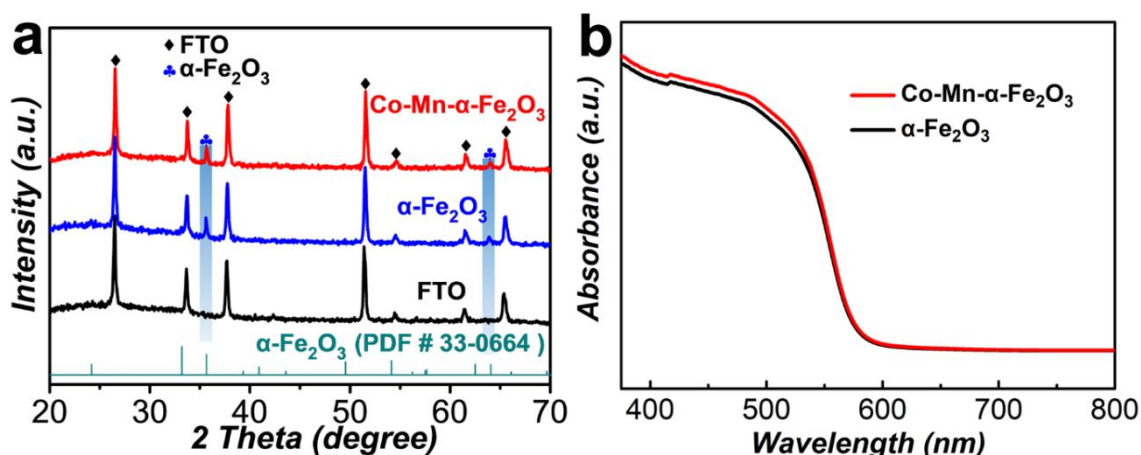 a
♦ FTO
♣ α-Fe₂O₃
Co-Mn-α-Fe₂O₃
α-Fe₂O₃
FTO
α-Fe₂O₃ (PDF # 33-0664 )
Intensity (a.u.)
20 30 40 50 60 70
2 Theta (degree)
b
Co-Mn-α-Fe₂O₃
α-Fe₂O₃
Absorbance (a.u.)
400 500 600 700 800
Wavelength (nm)